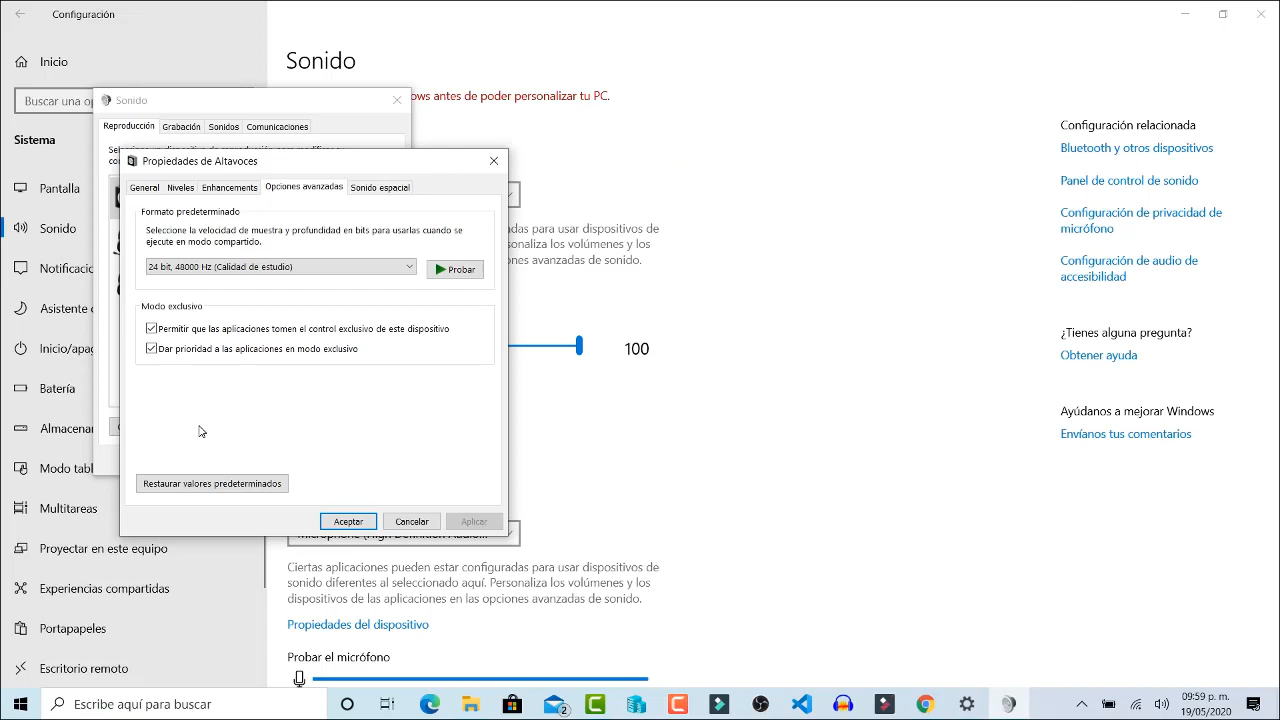 Configuración
Inicio
Buscar una op
Sistema
Pantalla
Sonido
Notificacio
Asistente
Inicio/apag
Batería
Almacenar
Modo tabl
Multitareas
Proyectar en este equipo
Experiencias compartidas
Portapapeles
Escritorio remoto
Sonido
ows antes de poder personalizar tu PC.
Sonido
Reproducción
Grabación
Sonidos
Comunicaciones
Propiedades de Altavoces
General
Niveles
Enhancements
Opciones avanzadas
Sonido espacial
Formato predeterminado
Seleccione la velocidad de muestra y profundidad en bits para usarlas cuando se
ejecute en modo compartido.
24 bit, 48000 Hz (Calidad de estudio)
Probar
Modo exclusivo
Permitir que las aplicaciones tomen el control exclusivo de este dispositivo
Dar prioridad a las aplicaciones en modo exclusivo
Restaurar valores predeterminados
Aceptar
Cancelar
Aplicar
das para usar dispositivos de
sonaliza los volúmenes y los
ones avanzadas de sonido.
100
Ciertas aplicaciones pueden estar configuradas para usar dispositivos de
sonido diferentes al seleccionado aquí. Personaliza los volúmenes y los
dispositivos de las aplicaciones en las opciones avanzadas de sonido.
Propiedades del dispositivo
Probar el micrófono
Configuración relacionada
Bluetooth y otros dispositivos
Panel de control de sonido
Configuración de privacidad de
micrófono
Configuración de audio de
accesibilidad
¿Tienes alguna pregunta?
Obtener ayuda
Ayúdanos a mejorar Windows
Envíanos tus comentarios
Escribe aquí para buscar
2
09:59 p. m.
19/05/2020